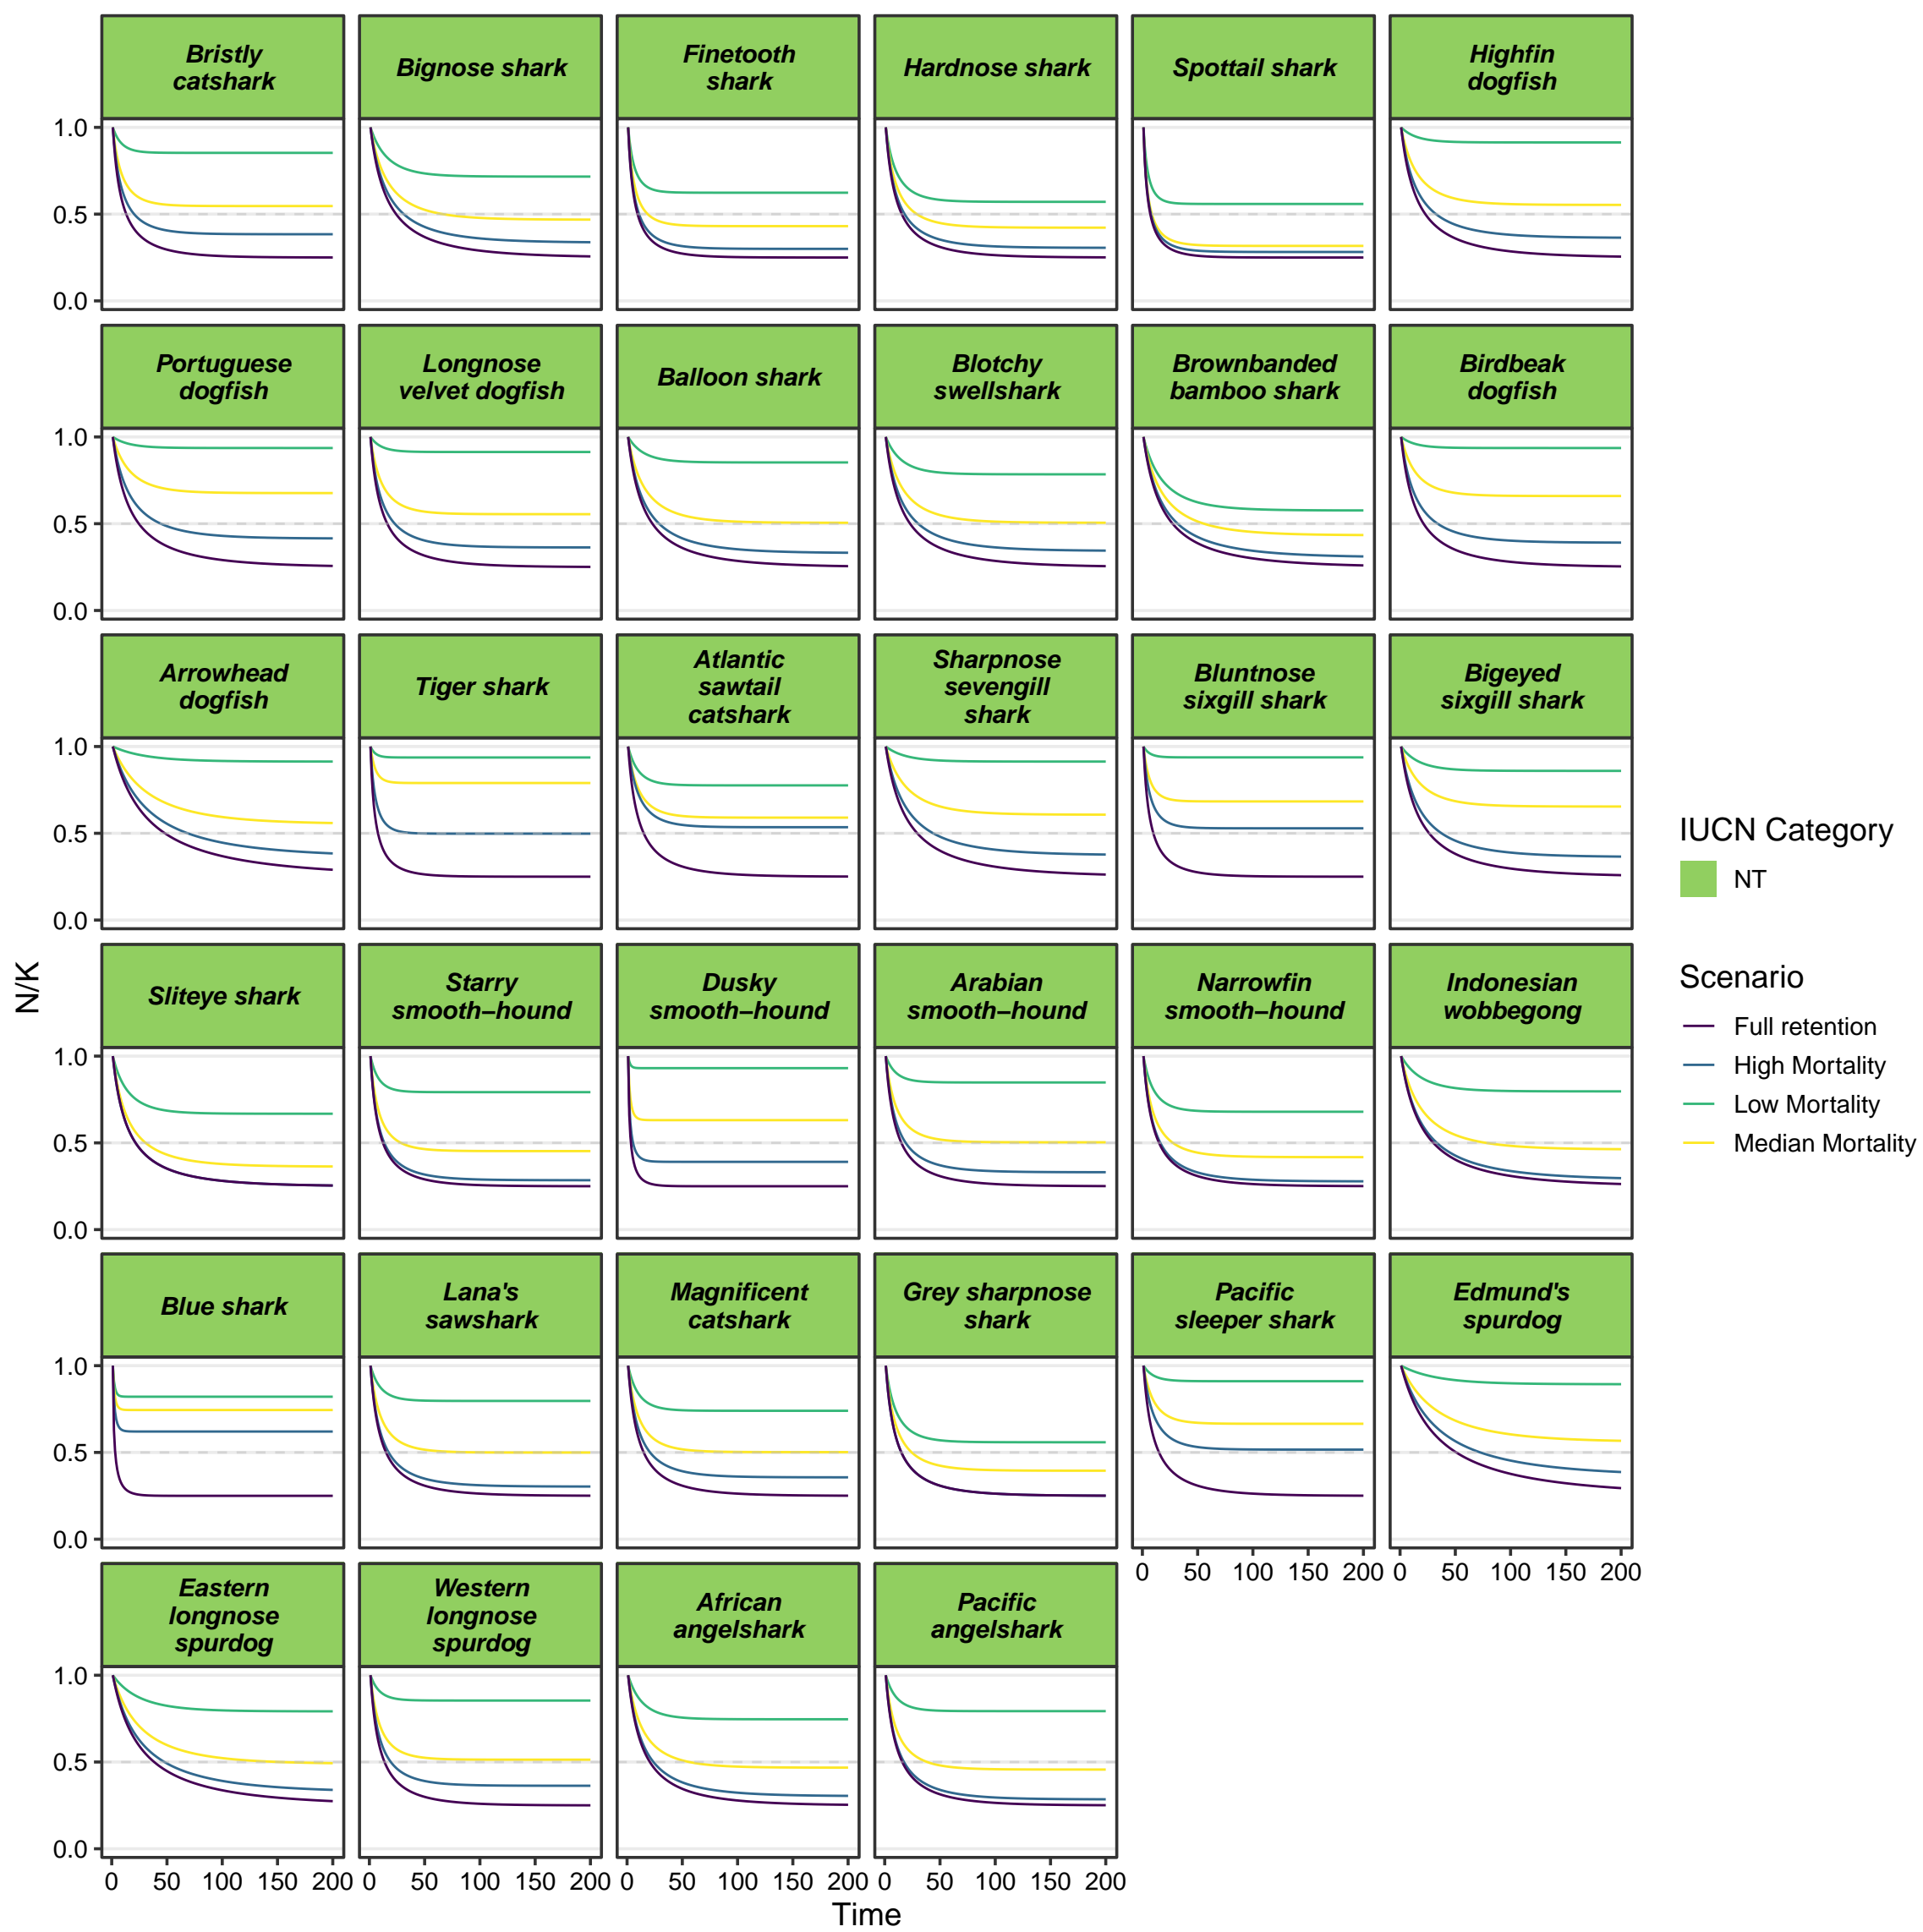 Bristly
catshark
Bignose shark
Finetooth
shark
Hardnose shark
Spottail shark
Highfin
dogfish
1.0
0.5
0.0
Portuguese
dogfish
Longnose
velvet dogfish
Balloon shark
Blotchy
swellshark
Brownbanded
bamboo shark
Birdbeak
dogfish
1.0
0.5
0.0
Arrowhead
dogfish
Tiger shark
Atlantic
sawtail
catshark
Sharpnose
sevengill
shark
Bluntnose
sixgill shark
Bigeyed
sixgill shark
1.0
0.5
0.0
Sliteye shark
Starry
smooth–hound
Dusky
smooth–hound
Arabian
smooth–hound
Narrowfin
smooth–hound
Indonesian
wobbegong
1.0
0.5
0.0
Blue shark
Lana's
sawshark
Magnificent
catshark
Grey sharpnose
shark
Pacific
sleeper shark
Edmund's
spurdog
1.0
0.5
0.0
0 50 100 150 200
0 50 100 150 200
Eastern
longnose
spurdog
Western
longnose
spurdog
African
angelshark
Pacific
angelshark
1.0
0.5
0.0
0 50 100 150 200
0 50 100 150 200
0 50 100 150 200
0 50 100 150 200
Time
N/K
IUCN Category
NT
Scenario
Full retention
High Mortality
Low Mortality
Median Mortality